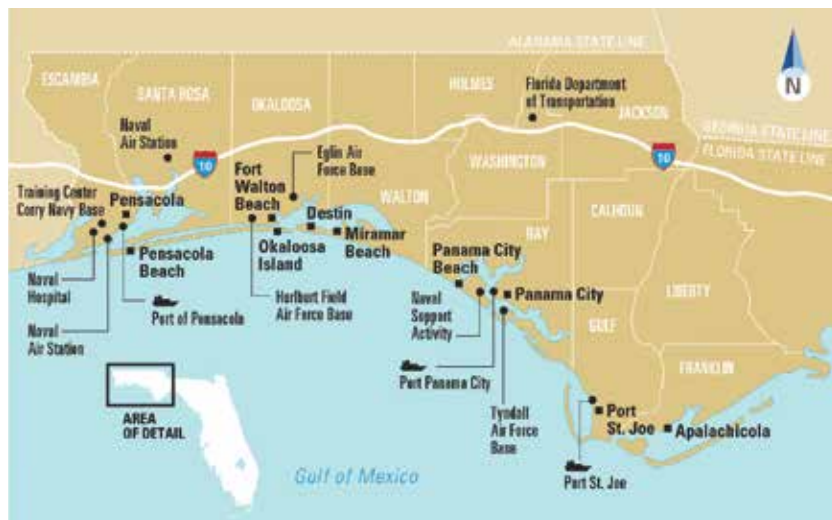 ALABAMA STATE LINE
ESCAMBIA
SANTA ROSA
OKALOOSA
HOLMES
Florida Department
of Transportation
JACKSON
N
Naval
Air Station
GEORGIA STATE LINE
FLORIDA STATE LINE
10
10
Eglin Air
Force Base
WASHINGTON
Training Center
Corry Navy Base
Pensacola
Fort
Walton
Beach
WALTON
CALHOUN
Destin
Miramar
Beach
BAY
Okaloosa
Island
Pensacola
Beach
Panama City
Beach
Panama City
LIBERTY
Naval
Hospital
Port of Pensacola
Hurlburt Field
Air Force Base
Naval
Support
Activity
GULF
Naval
Air Station
Port Panama City
FRANKLIN
AREA
OF DETAIL
Tyndall
Air Force
Base
Port
St. Joe
Apalachicola
Gulf of Mexico
Port St. Joe